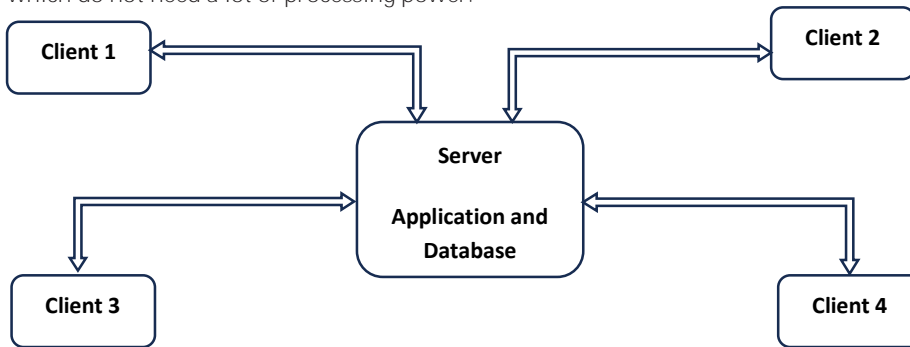 which do not need a lot of processing power.
Client 1
Client 2
Server
Application and
Database
Client 3
Client 4